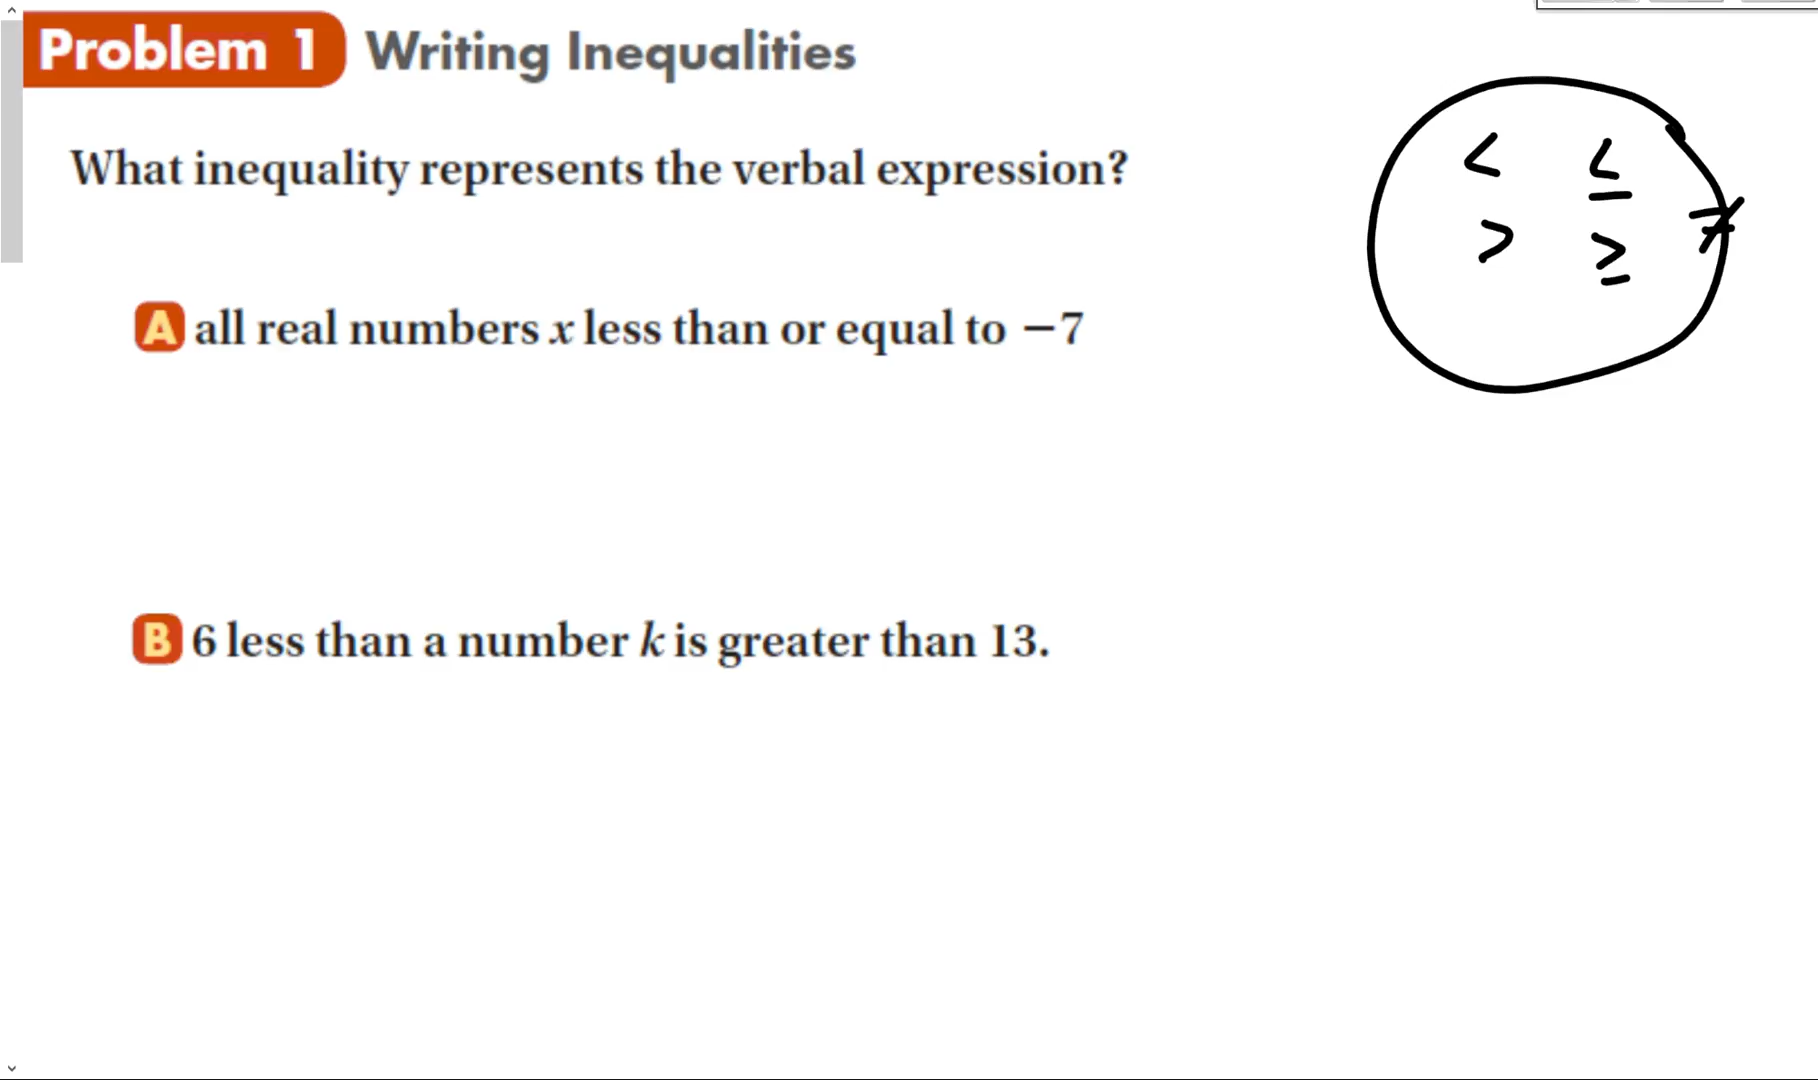 Problem 1 Writing Inequalities
What inequality represents the verbal expression?
< ≤
> ≥ ≠
A all real numbers x less than or equal to −7
B 6 less than a number k is greater than 13.